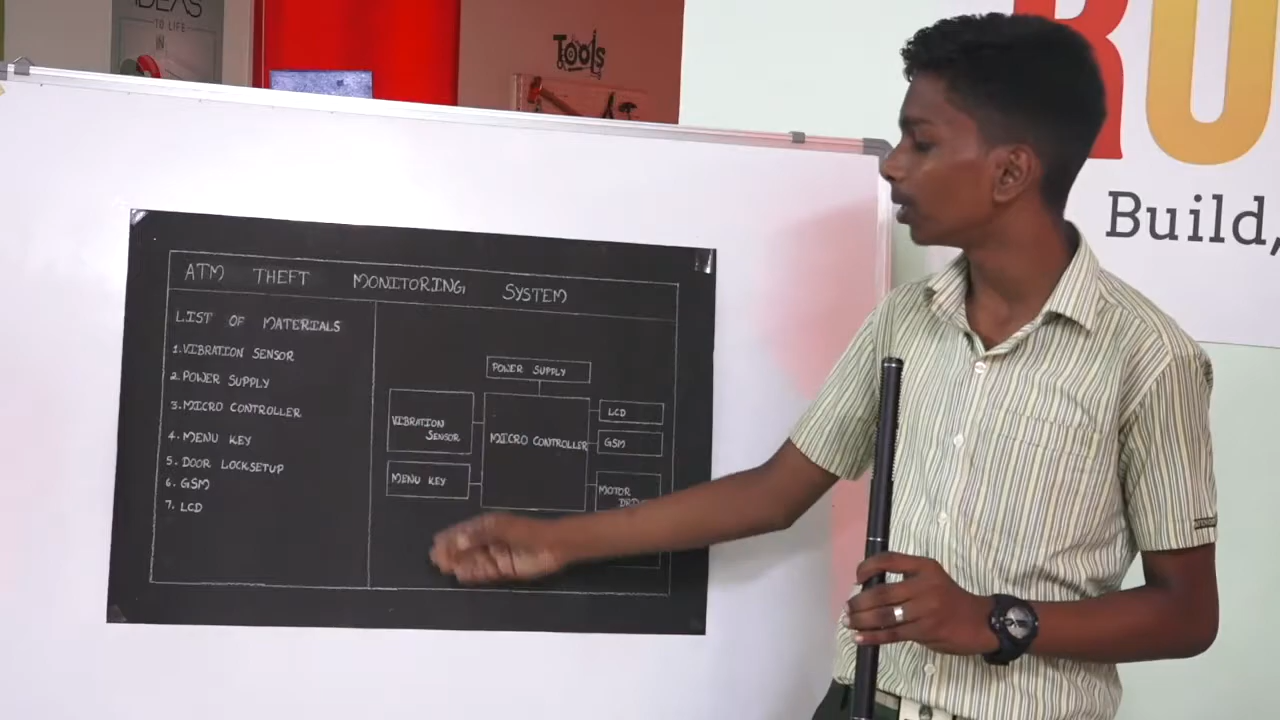 IDEAS
TO LIFE
IN
TOOLS
Build,
ATM THEFT MONITORING SYSTEM
LIST OF MATERIALS
1. VIBRATION SENSOR
2. POWER SUPPLY
3. MICRO CONTROLLER
4. MENU KEY
5. DOOR LOCKSETUP
6. GSM
7. LCD
POWER SUPPLY
VIBRATION
SENSOR
MICRO CONTROLLER
LCD
GSM
MENU KEY
MOTOR